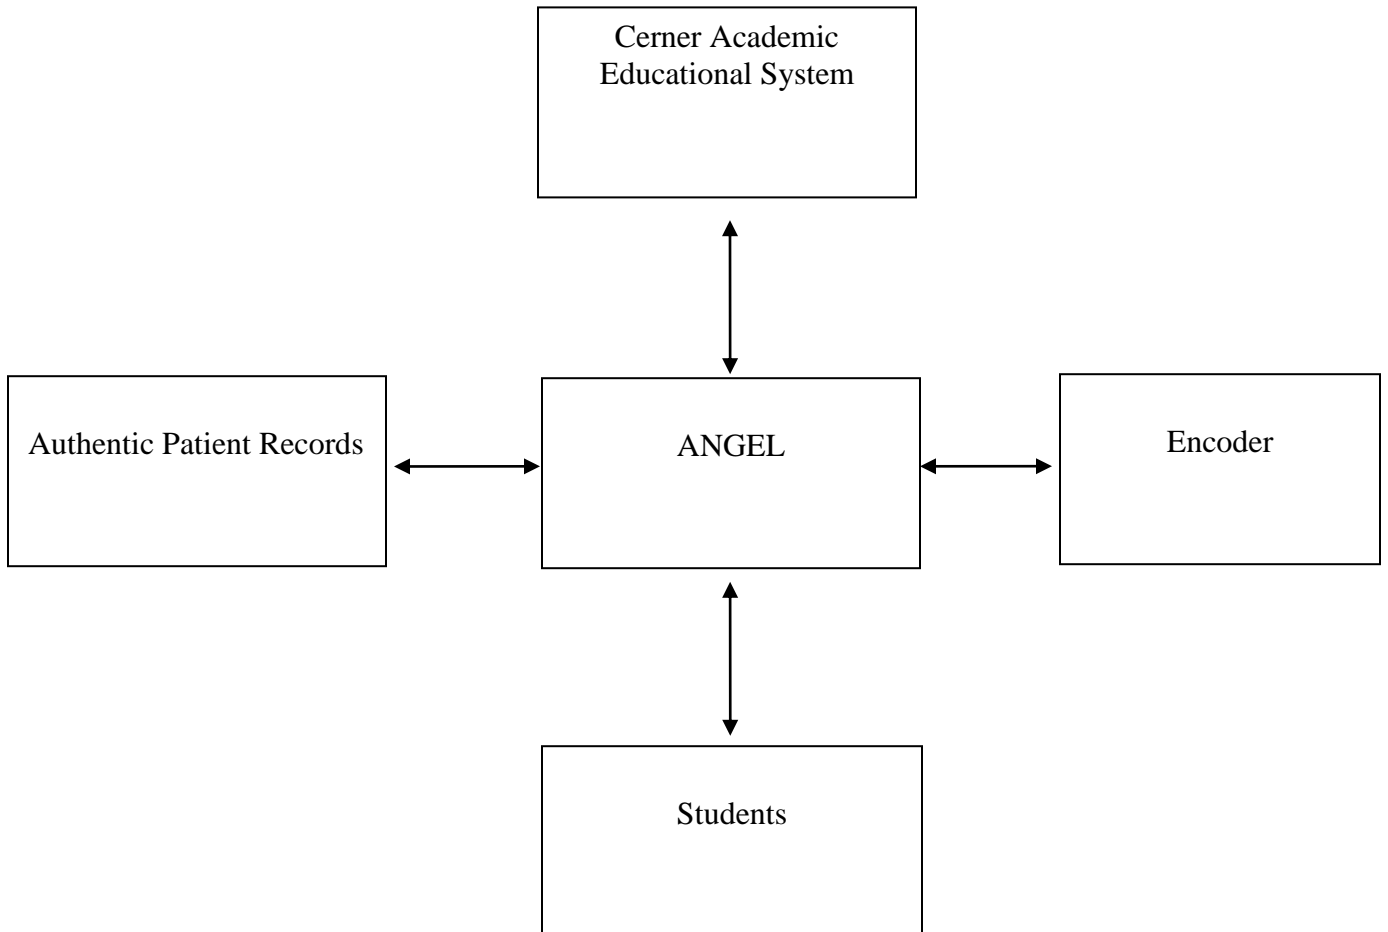 Cerner Academic
Educational System
Authentic Patient Records
ANGEL
Encoder
Students